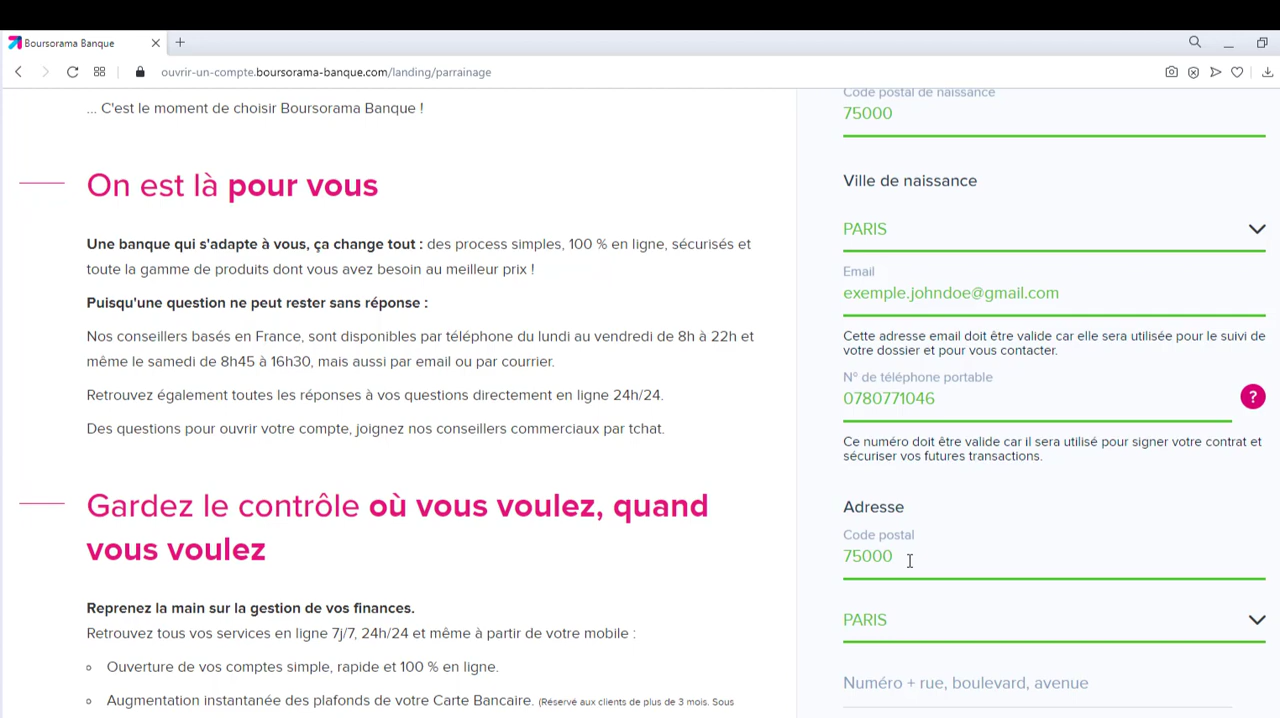 Boursorama Banque
ouvrir-un-compte.boursorama-banque.com/landing/parrainage
... C'est le moment de choisir Boursorama Banque !
On est là pour vous
Une banque qui s'adapte à vous, ça change tout : des process simples, 100 % en ligne, sécurisés et
toute la gamme de produits dont vous avez besoin au meilleur prix !
Puisqu'une question ne peut rester sans réponse :
Nos conseillers basés en France, sont disponibles par téléphone du lundi au vendredi de 8h à 22h et
même le samedi de 8h45 à 16h30, mais aussi par email ou par courrier.
Retrouvez également toutes les réponses à vos questions directement en ligne 24h/24.
Des questions pour ouvrir votre compte, joignez nos conseillers commerciaux par tchat.
Gardez le contrôle où vous voulez, quand
vous voulez
Reprenez la main sur la gestion de vos finances.
Retrouvez tous vos services en ligne 7j/7, 24h/24 et même à partir de votre mobile :
Ouverture de vos comptes simple, rapide et 100 % en ligne.
Augmentation instantanée des plafonds de votre Carte Bancaire. (Réservé aux clients de plus de 3 mois. Sous
Code postal de naissance
75000
Ville de naissance
PARIS
Email
exemple.johndoe@gmail.com
Cette adresse email doit être valide car elle sera utilisée pour le suivi de
votre dossier et pour vous contacter.
N° de téléphone portable
0780771046
?
Ce numéro doit être valide car il sera utilisé pour signer votre contrat et
sécuriser vos futures transactions.
Adresse
Code postal
75000
PARIS
Numéro + rue, boulevard, avenue